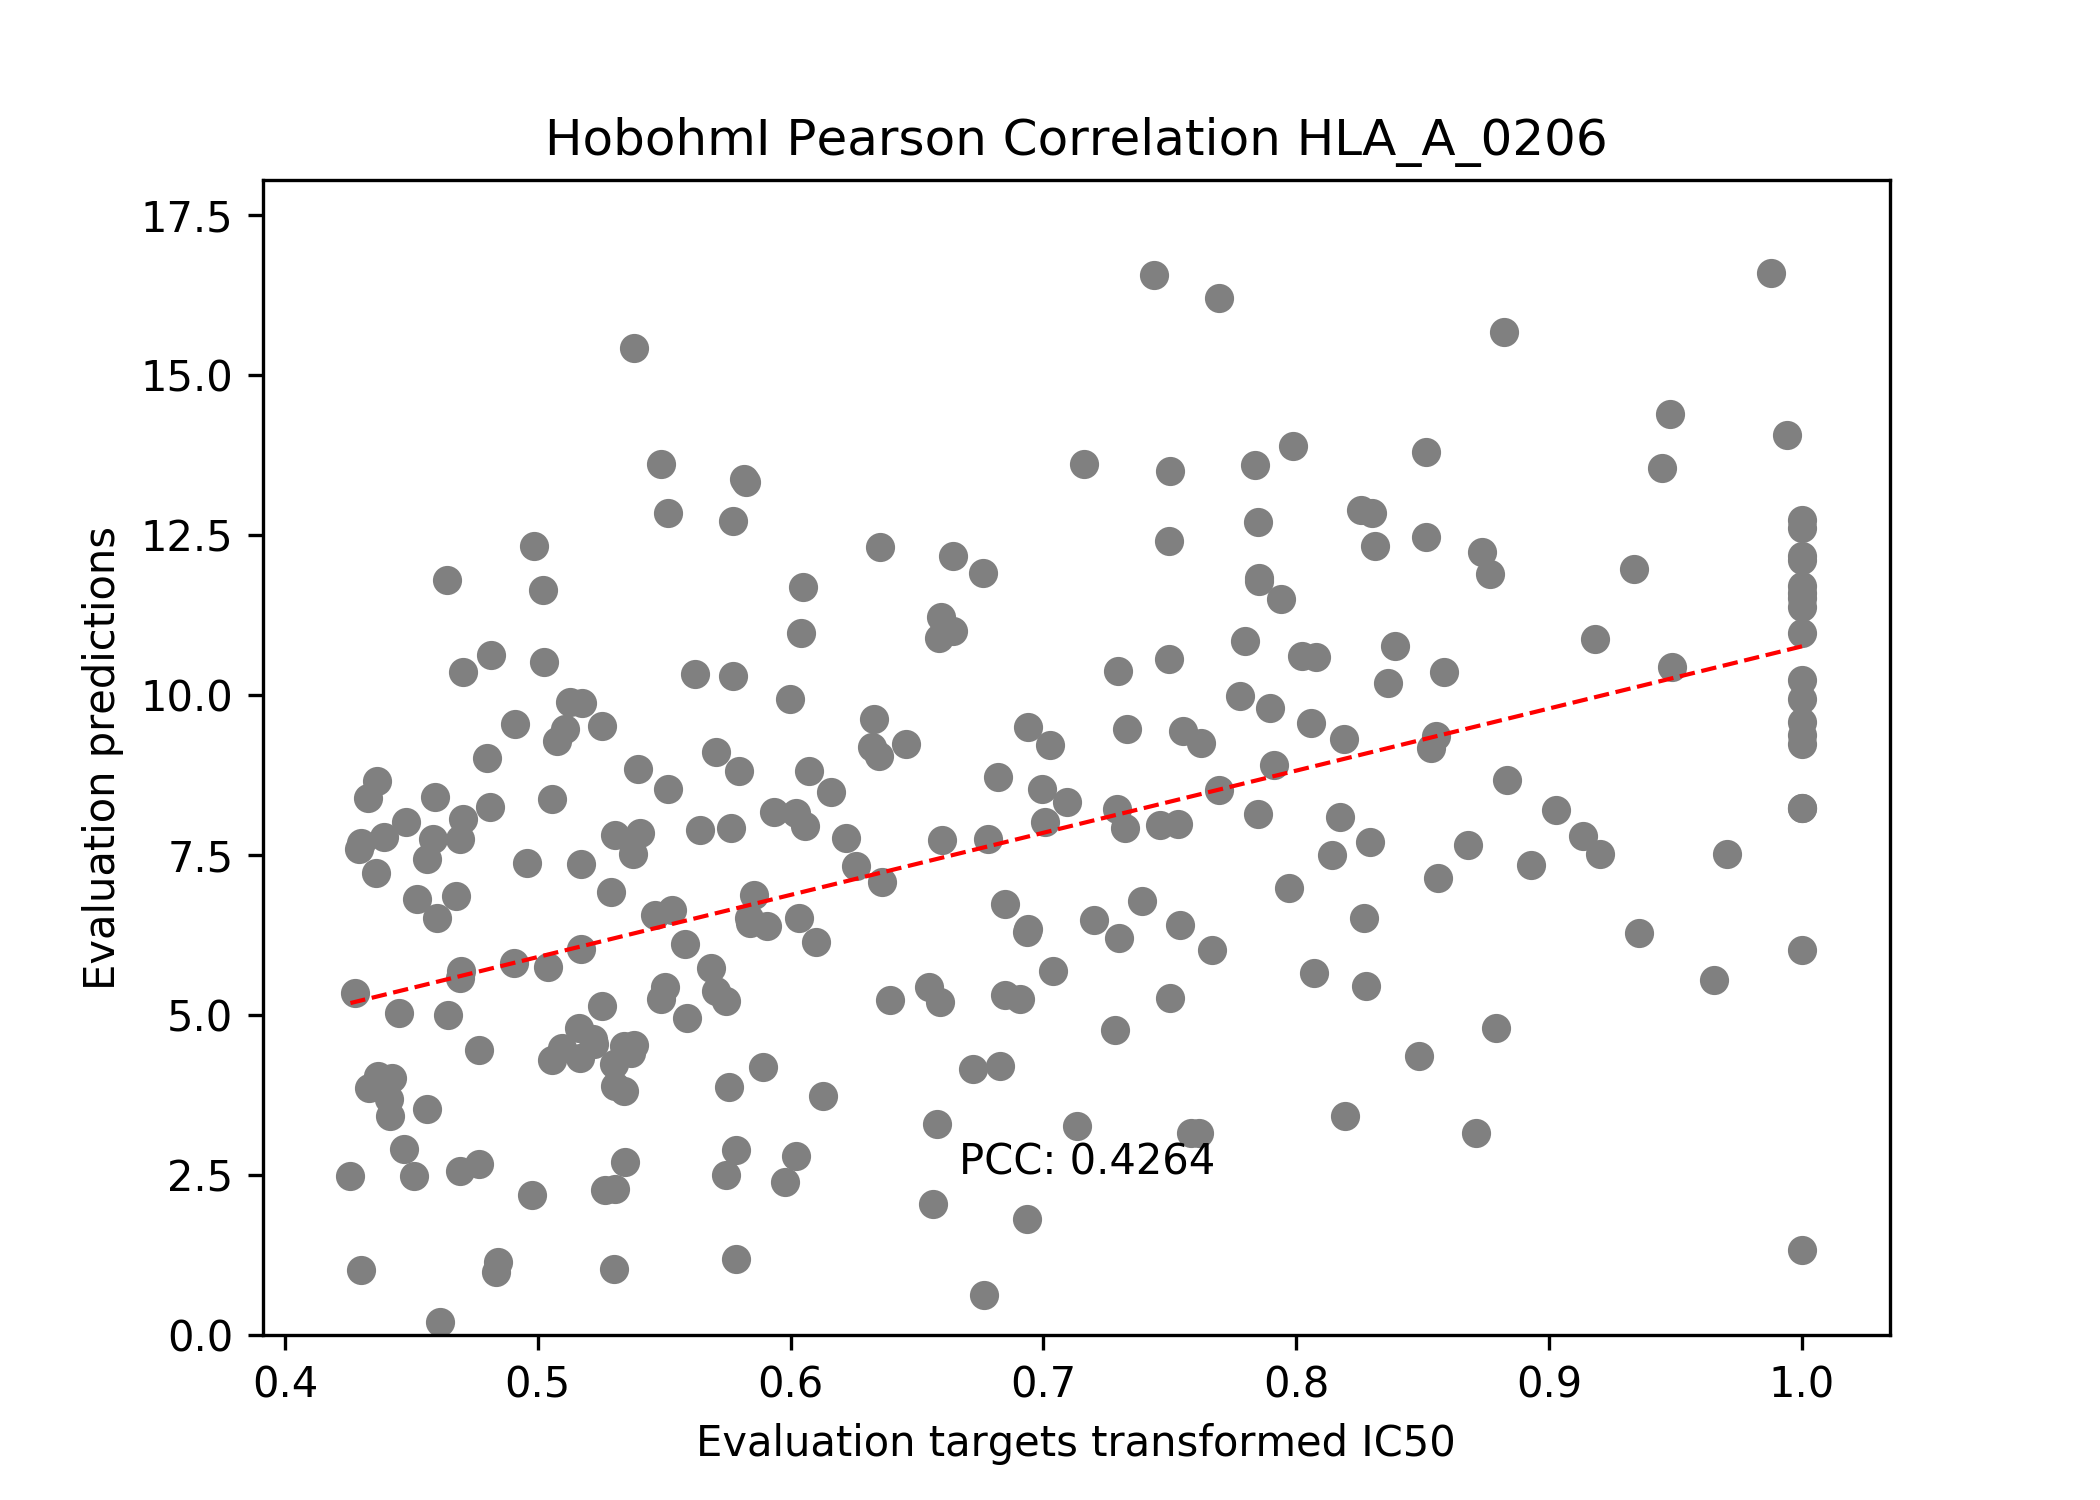 HobohmI Pearson Correlation HLA_A_0206
17.5
15.0
12.5
10.0
7.5
5.0
2.5
0.0
Evaluation predictions
PCC: 0.4264
0.4 0.5 0.6 0.7 0.8 0.9 1.0
Evaluation targets transformed IC50